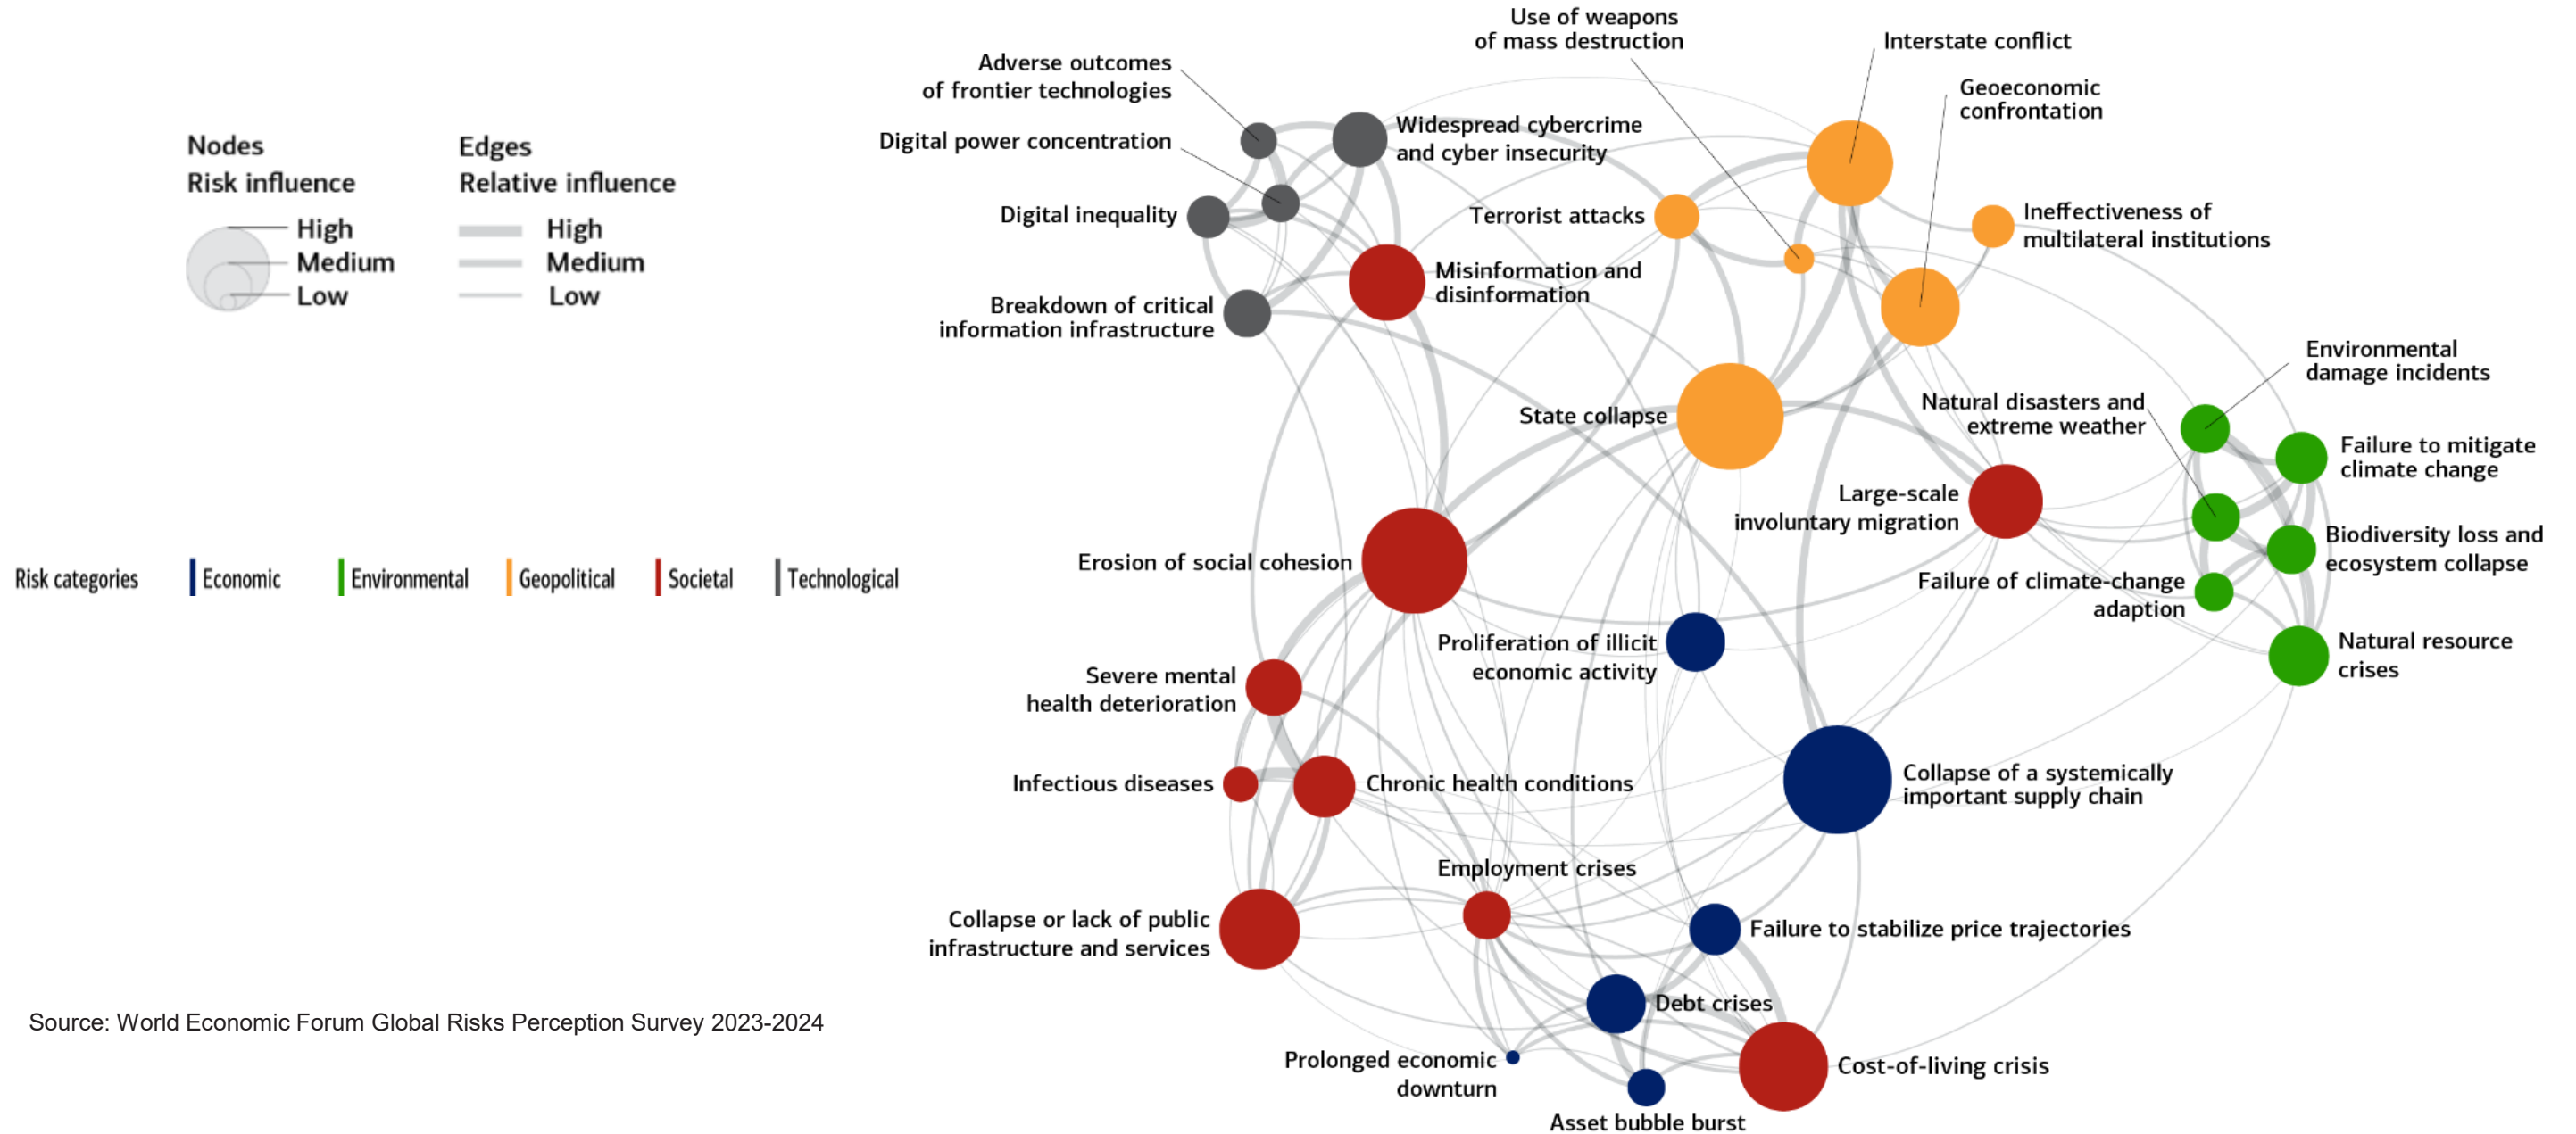 Nodes
Risk influence
High
Medium
Low
Edges
Relative influence
High
Medium
Low
Risk categories
Economic
Environmental
Geopolitical
Societal
Technological
Source: World Economic Forum Global Risks Perception Survey 2023-2024
Use of weapons
of mass destruction
Interstate conflict
Adverse outcomes
of frontier technologies
Geoeconomic
confrontation
Digital power concentration
Widespread cybercrime
and cyber insecurity
Digital inequality
Terrorist attacks
Ineffectiveness of
multilateral institutions
Misinformation and
disinformation
Breakdown of critical
information infrastructure
Environmental
damage incidents
State collapse
Natural disasters and
extreme weather
Failure to mitigate
climate change
Large-scale
involuntary migration
Biodiversity loss and
ecosystem collapse
Erosion of social cohesion
Failure of climate-change
adaption
Proliferation of illicit
economic activity
Natural resource
crises
Severe mental
health deterioration
Infectious diseases
Chronic health conditions
Collapse of a systemically
important supply chain
Employment crises
Collapse or lack of public
infrastructure and services
Failure to stabilize price trajectories
Debt crises
Prolonged economic
downturn
Cost-of-living crisis
Asset bubble burst